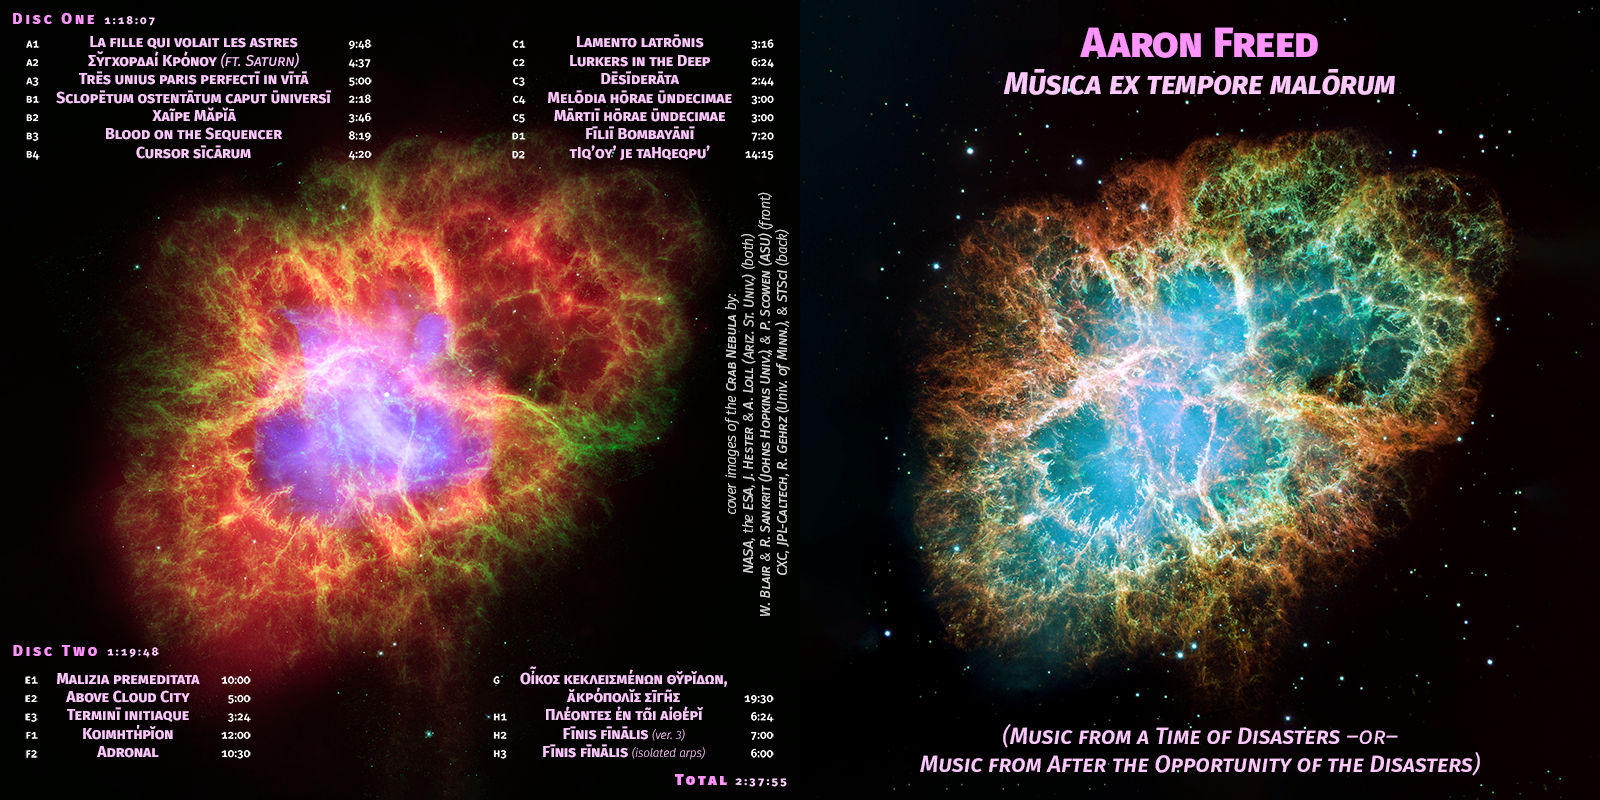 Disc One 1:18:07
A1 La fille qui volait les astres 9:48
A2 Σῠγχορδαί Κρόνου (ft. Saturn) 4:37
A3 Trēs unius paris perfectī in vītā 5:00
B1 Sclopētum ostentātum caput ūniversī 2:18
B2 Χαῖρε Μᾰρῐ́ᾱ 3:46
B3 Blood on the Sequencer 8:19
B4 Cursor sīcārum 4:20
C1 Lamento latrōnis 3:16
C2 Lurkers in the Deep 6:24
C3 Dēsīderāta 2:44
C4 Melōdia hōrae ūndecimae 3:00
C5 Mārtiī hōrae ūndecimae 3:00
D1 Fīliī Bombayānī 7:20
D2 tIq’oy’ je taHqeqpu’ 14:15
cover images of the Crab Nebula by:
NASA, the ESA, J. Hester & A. Loll (Ariz. St. Univ.) (both)
W. Blair & R. Sankrit (Johns Hopkins Univ.), & P. Scowen (ASU) (front)
CXC, JPL-Caltech, R. Gehrz (Univ. of Minn.), & STScI (back)
Disc Two 1:19:48
E1 Malizia premeditata 10:00
E2 Above Cloud City 5:00
E3 Terminī initiaque 3:24
F1 Κοιμητήρῐον 12:00
F2 Adronal 10:30
G Οἶκος κεκλεισμένων θῠρῐ́δων,
ᾰ̓κρόπολῐς σῑγῆς 19:30
H1 Πλέοντες ἐν τῶι αἰθέρῐ 6:24
H2 Fīnis fīnālis (ver. 3) 7:00
H3 Fīnis fīnālis (isolated arps) 6:00
Total 2:37:55
Aaron Freed
Mūsica ex tempore malōrum
(Music from a Time of Disasters –or–
Music from After the Opportunity of the Disasters)